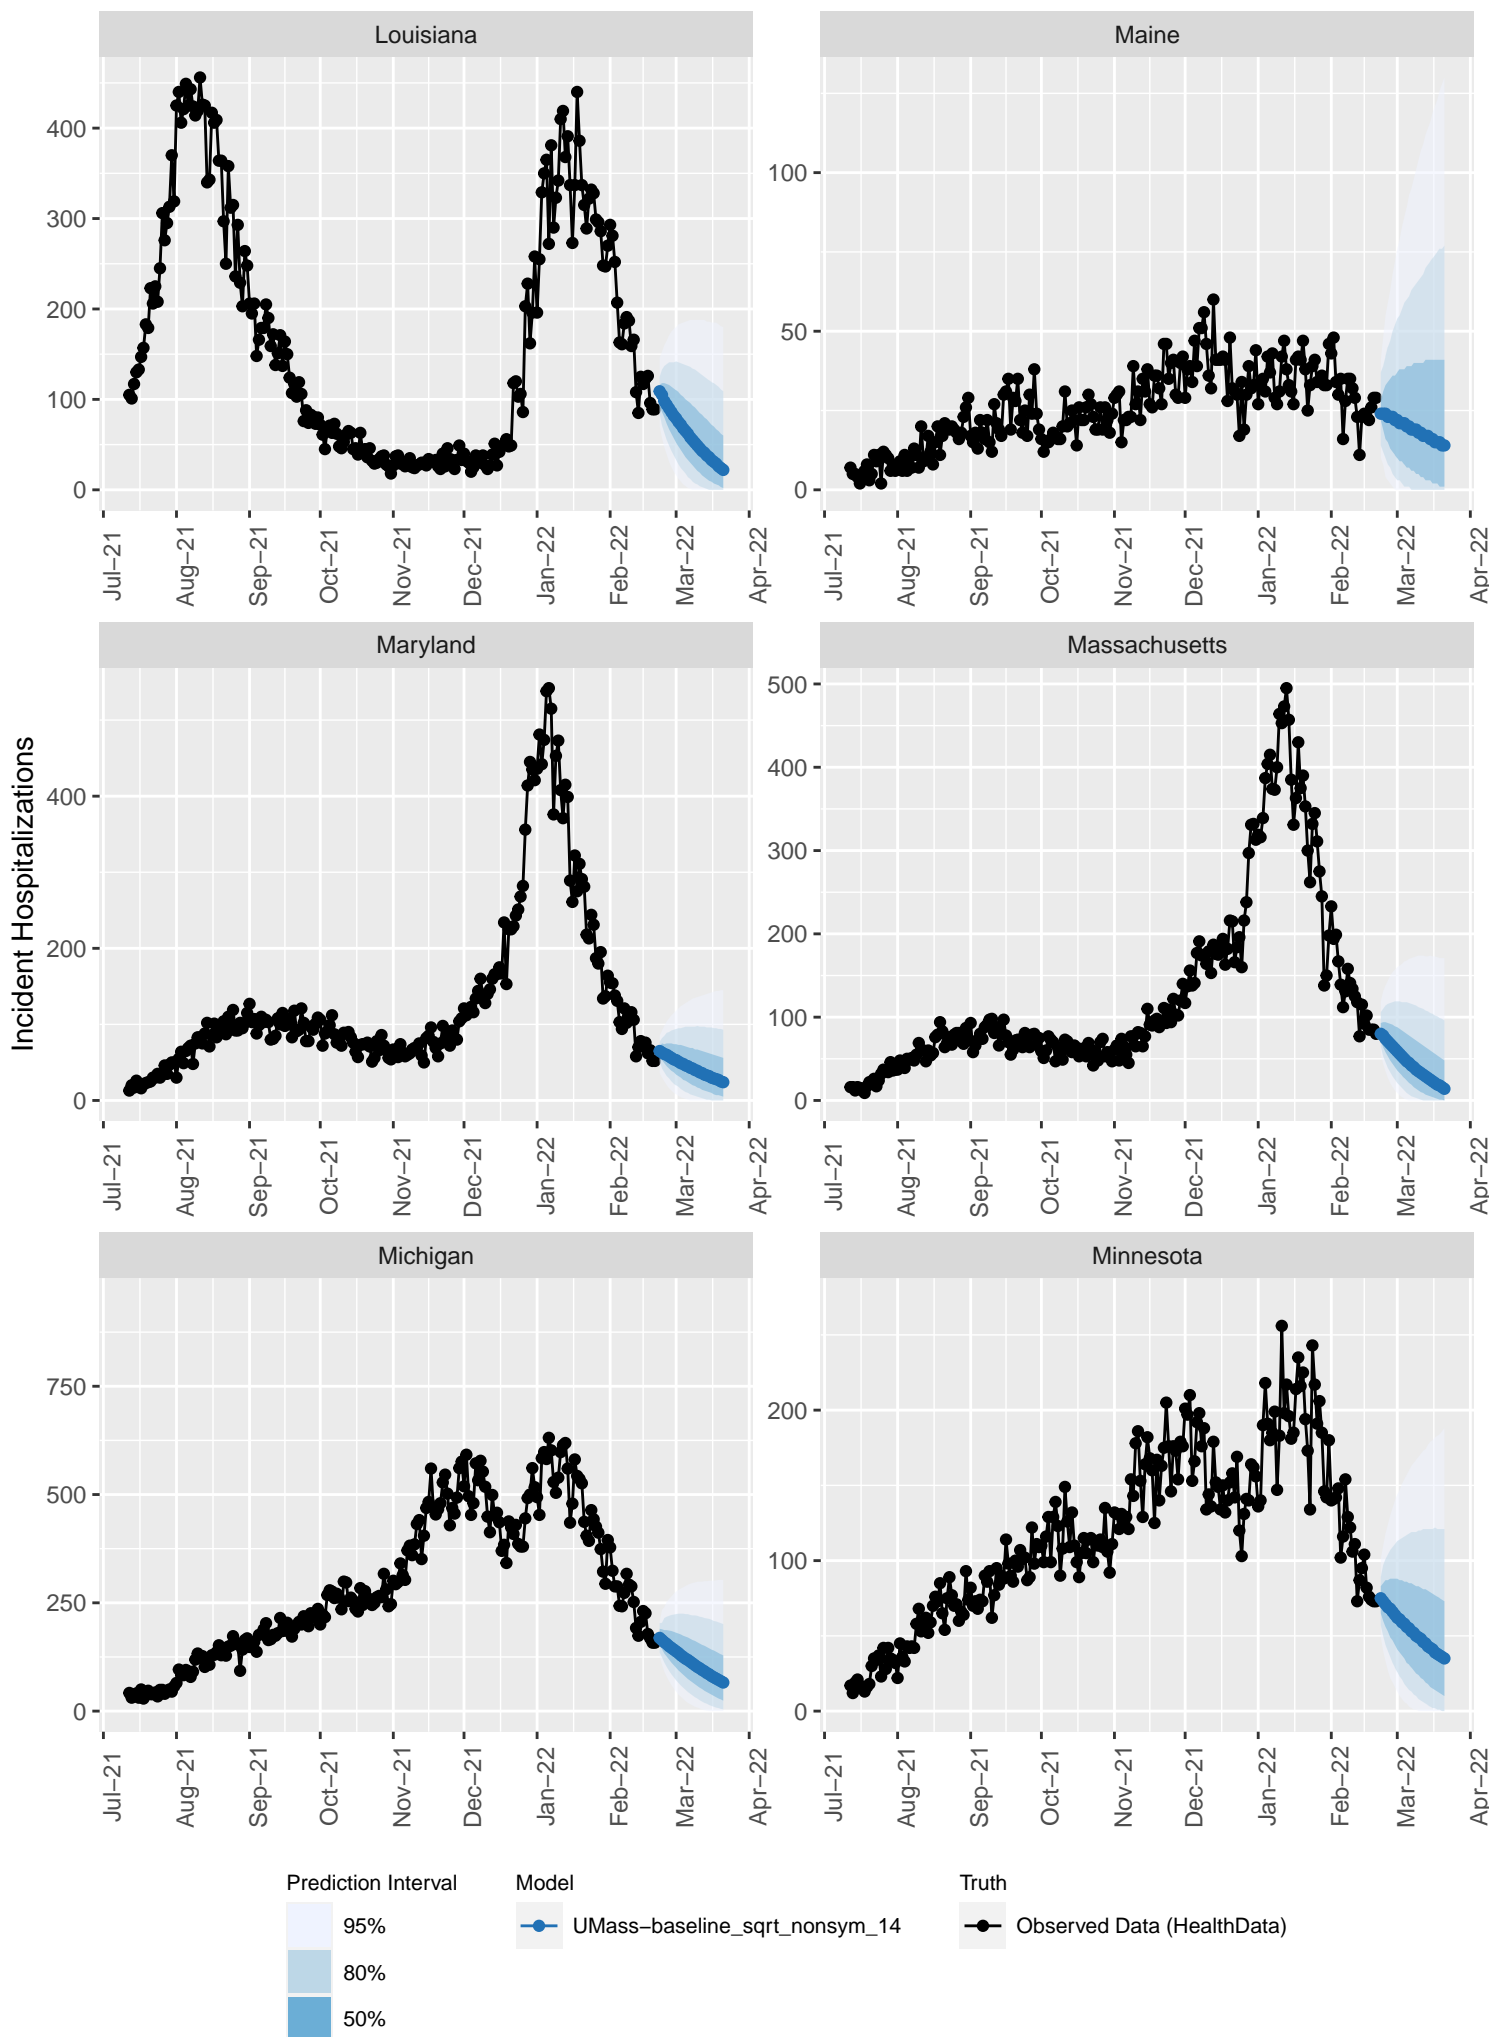 Louisiana
Maine
400
300
200
100
0
100
50
0
Jul−21
Aug−21
Sep−21
Oct−21
Nov−21
Dec−21
Jan−22
Feb−22
Mar−22
Apr−22
Jul−21
Aug−21
Sep−21
Oct−21
Nov−21
Dec−21
Jan−22
Feb−22
Mar−22
Apr−22
Incident Hospitalizations
Maryland
Massachusetts
400
200
0
500
400
300
200
100
0
Jul−21
Aug−21
Sep−21
Oct−21
Nov−21
Dec−21
Jan−22
Feb−22
Mar−22
Apr−22
Jul−21
Aug−21
Sep−21
Oct−21
Nov−21
Dec−21
Jan−22
Feb−22
Mar−22
Apr−22
Michigan
Minnesota
750
500
250
0
200
100
0
Jul−21
Aug−21
Sep−21
Oct−21
Nov−21
Dec−21
Jan−22
Feb−22
Mar−22
Apr−22
Jul−21
Aug−21
Sep−21
Oct−21
Nov−21
Dec−21
Jan−22
Feb−22
Mar−22
Apr−22
Prediction Interval
95%
80%
50%
Model
UMass−baseline_sqrt_nonsym_14
Truth
Observed Data (HealthData)